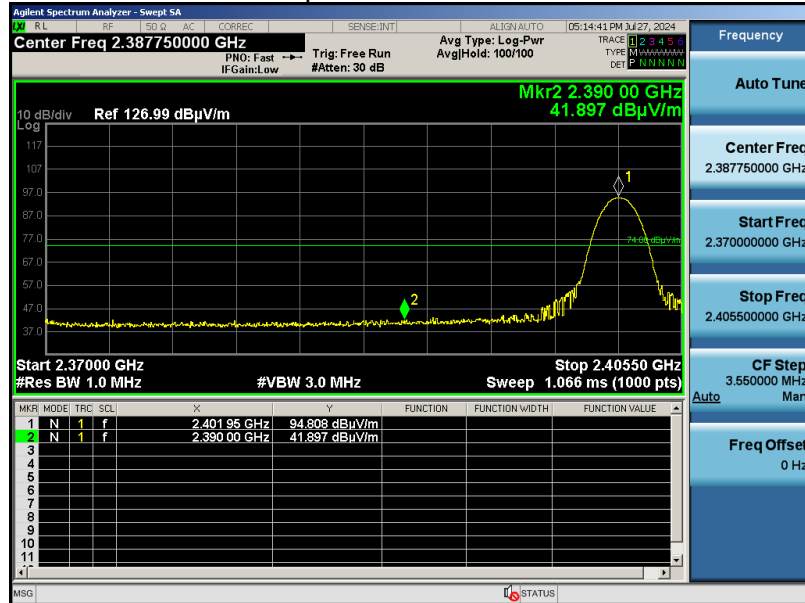 Agilent Spectrum Analyzer - Swept SA
LXI RL RF 50 Ω AC CORREC SENSE:INT ALIGN AUTO 05:14:41 PM Jul 27, 2024
Center Freq 2.387750000 GHz
PNO: Fast
IFGain:Low
Trig: Free Run
#Atten: 30 dB
Avg Type: Log-Pwr
Avg|Hold: 100/100
TRACE 1 2 3 4 5 6
TYPE M
DET P N N N N N
Mkr2 2.390 00 GHz
41.897 dBµV/m
10 dB/div Ref 126.99 dBµV/m
Log
117
107
97.0
87.0
77.0
67.0
57.0
47.0
37.0
1
2
74.00 dBµV/m
Start 2.37000 GHz Stop 2.40550 GHz
#Res BW 1.0 MHz #VBW 3.0 MHz Sweep 1.066 ms (1000 pts)
MKR MODE TRC SCL X Y FUNCTION FUNCTION WIDTH FUNCTION VALUE
1 N 1 f 2.401 95 GHz 94.808 dBµV/m
2 N 1 f 2.390 00 GHz 41.897 dBµV/m
3
4
5
6
7
8
9
10
11
MSG STATUS
Frequency
Auto Tune
Center Freq
2.387750000 GHz
Start Freq
2.370000000 GHz
Stop Freq
2.405500000 GHz
CF Step
3.550000 MHz
Auto Man
Freq Offset
0 Hz